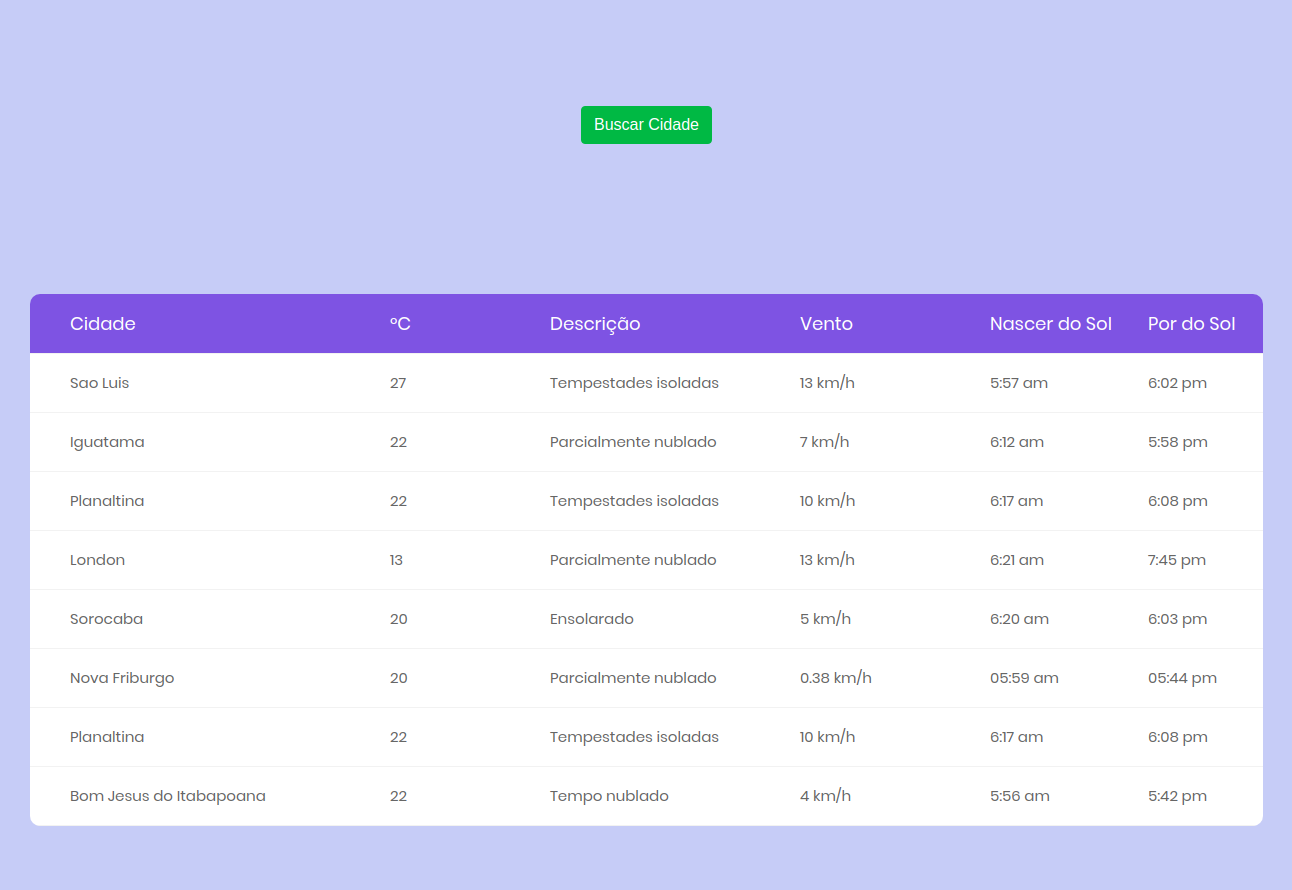 Buscar Cidade
Cidade ºC Descrição Vento Nascer do Sol Por do Sol
Sao Luis 27 Tempestades isoladas 13 km/h 5:57 am 6:02 pm
Iguatama 22 Parcialmente nublado 7 km/h 6:12 am 5:58 pm
Planaltina 22 Tempestades isoladas 10 km/h 6:17 am 6:08 pm
London 13 Parcialmente nublado 13 km/h 6:21 am 7:45 pm
Sorocaba 20 Ensolarado 5 km/h 6:20 am 6:03 pm
Nova Friburgo 20 Parcialmente nublado 0.38 km/h 05:59 am 05:44 pm
Planaltina 22 Tempestades isoladas 10 km/h 6:17 am 6:08 pm
Bom Jesus do Itabapoana 22 Tempo nublado 4 km/h 5:56 am 5:42 pm